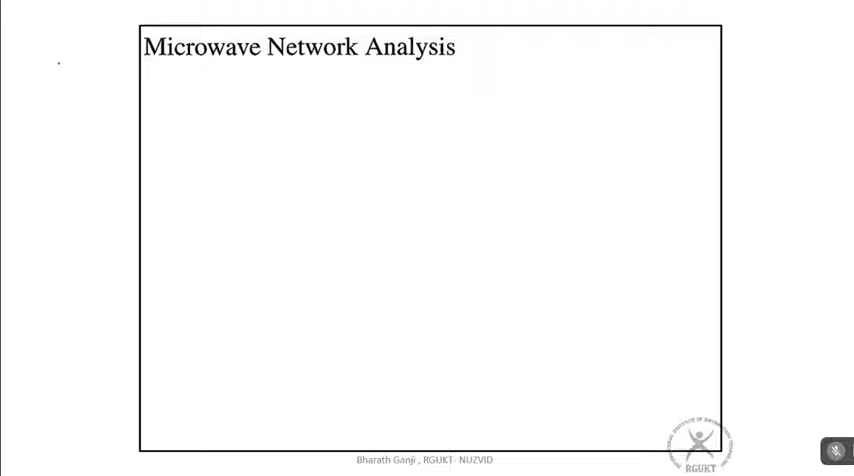 Microwave Network Analysis
RGUKT
Bharath Ganji , RGUKT- NUZVID